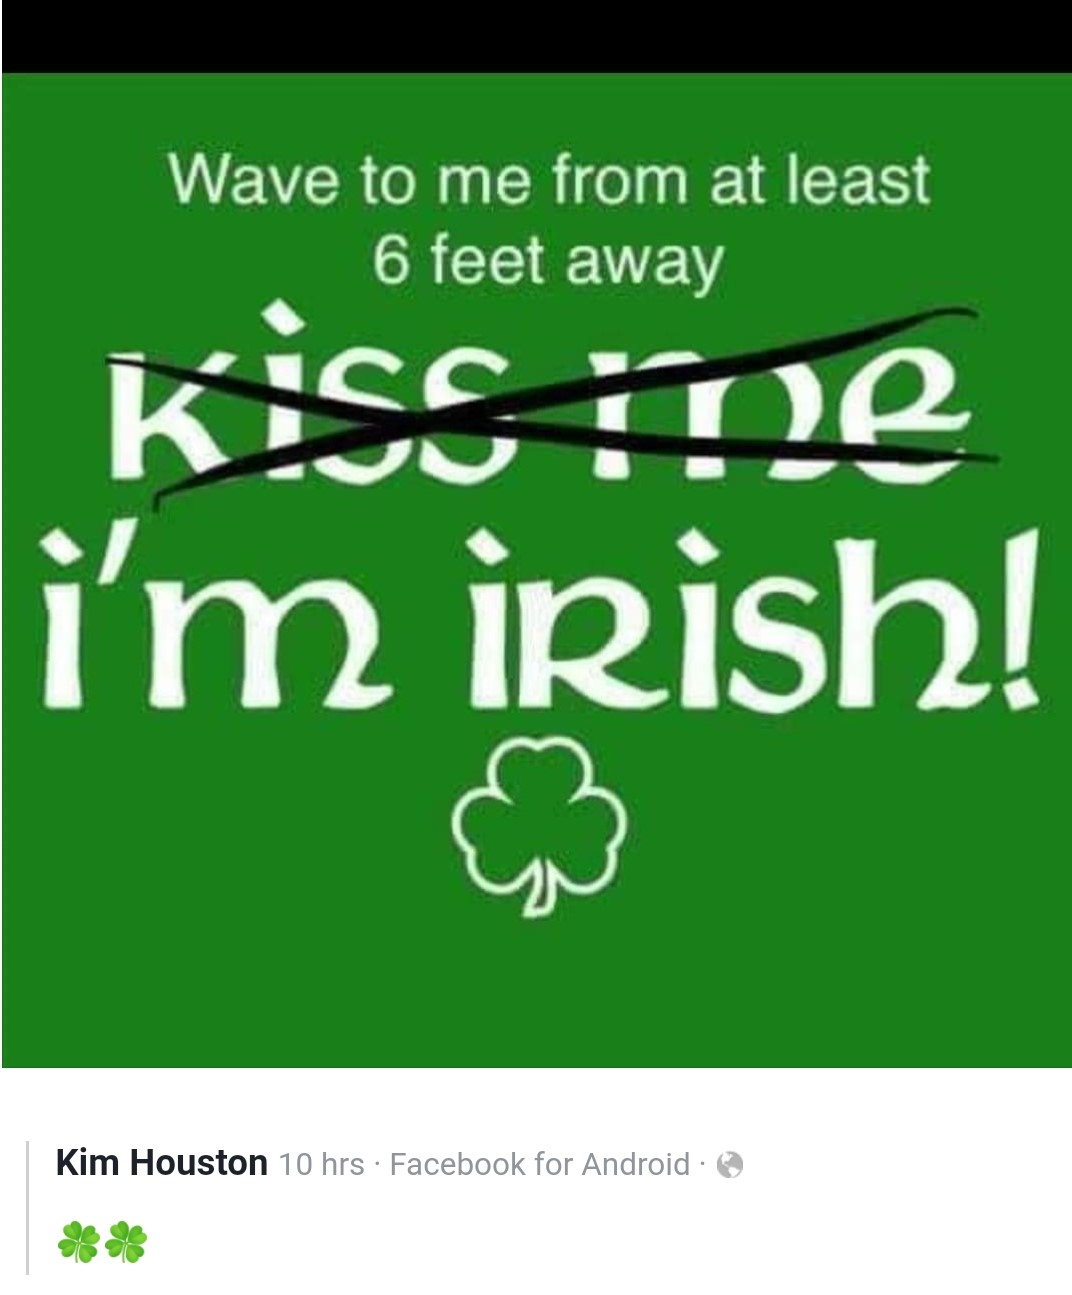 Wave to me from at least
6 feet away
kiss me
i'm irish!
Kim Houston 10 hrs · Facebook for Android ·
🍀🍀